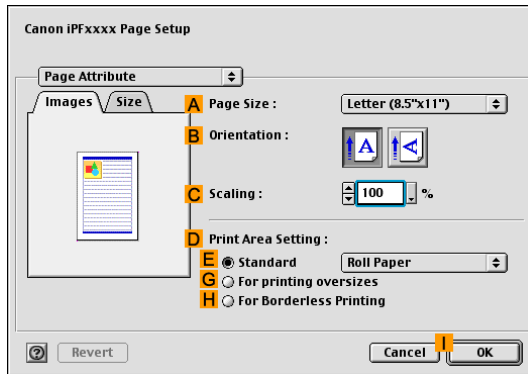 Canon iPFxxxx Page Setup
Page Attribute
Images Size
A Page Size : Letter (8.5"x11")
B Orientation : A A
C Scaling : 100 %
D Print Area Setting :
E Standard Roll Paper
G For printing oversizes
H For Borderless Printing
? Revert Cancel I OK